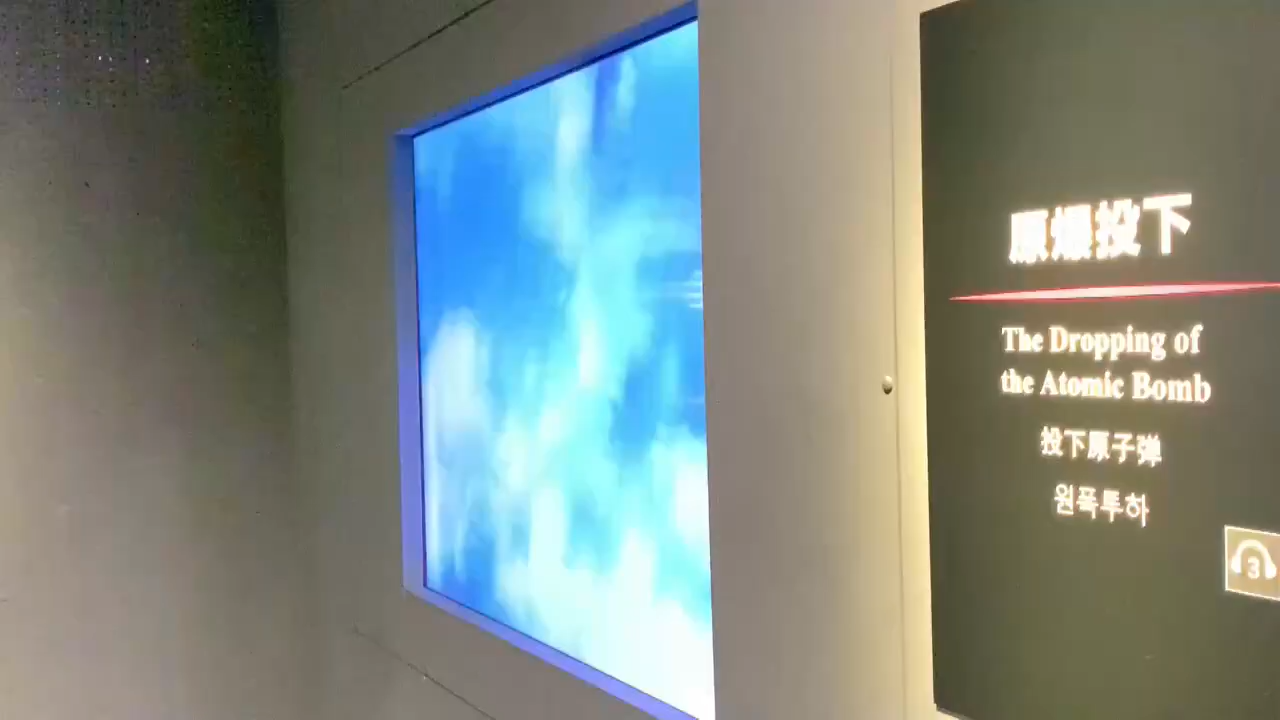 原爆投下
The Dropping of
the Atomic Bomb
投下原子弹
원폭투하
3